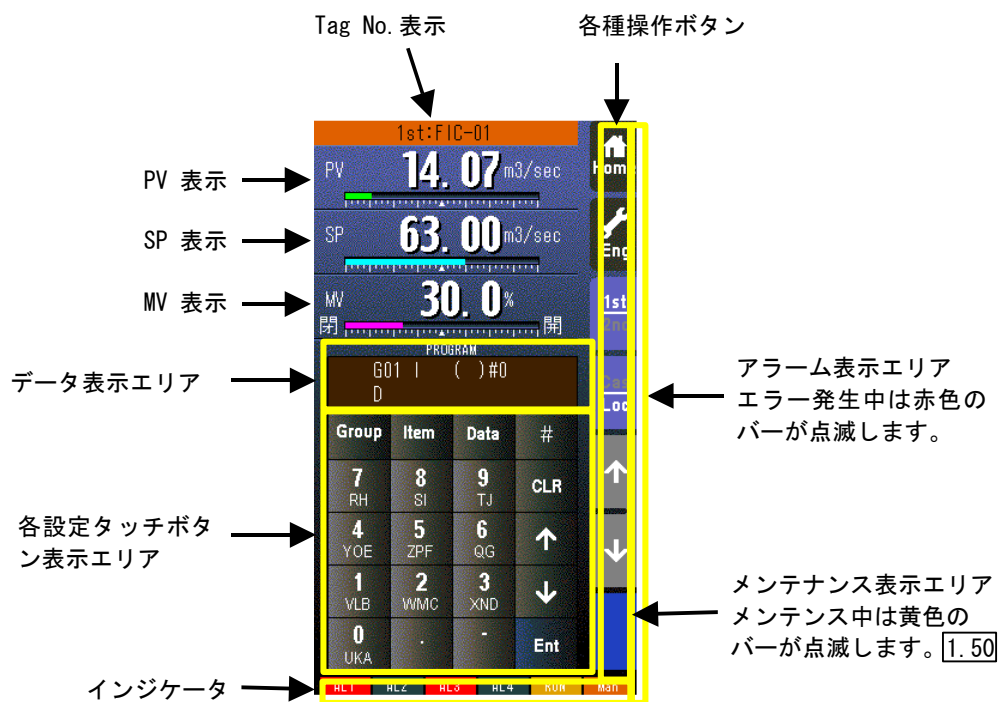 Tag No.表示
各種操作ボタン
1st:FIC-01
Home
PV 表示
PV 14.07 m3/sec
SP 表示
SP 63.00 m3/sec
Eng
MV 表示
MV 30.0 %
閉 開
1st
2nd
PROGRAM
データ表示エリア
G01 | ( )#0
D
Cas
Loc
アラーム表示エリア
エラー発生中は赤色の
バーが点滅します。
Group Item Data #
7 8 9 CLR
RH SI TJ
各設定タッチボタ
ン表示エリア
4 5 6 ↑
YOE ZPF QG
1 2 3 ↓
VLB WMC XND
0 . - Ent
UKA
メンテナンス表示エリア
メンテンス中は黄色の
バーが点滅します。1.50
インジケータ
AL1 AL2 AL3 AL4 RUN Man